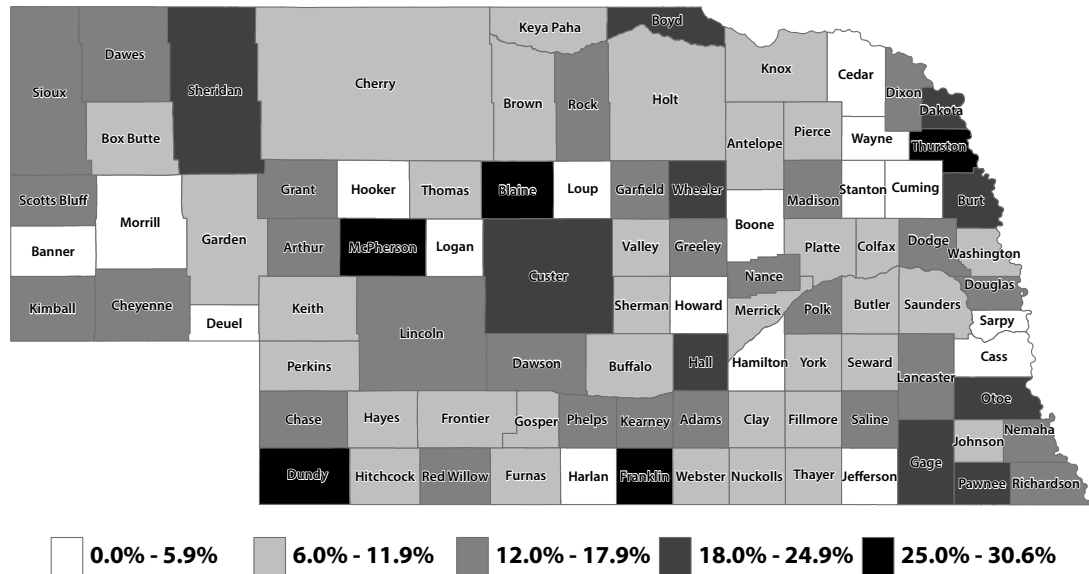 Boyd
Keya Paha
Dawes
Knox
Cedar
Cherry
Sioux
Sheridan
Dixon
Holt
Brown
Rock
Dakota
Pierce
Box Butte
Wayne
Antelope
Thurston
Grant
Hooker
Thomas
Blaine
Loup
Garfield
Wheeler
Stanton
Cuming
Scotts Bluff
Madison
Burt
Morrill
Boone
Garden
Dodge
Banner
Arthur
McPherson
Logan
Valley
Greeley
Platte
Colfax
Washington
Custer
Nance
Douglas
Cheyenne
Sherman
Howard
Butler
Saunders
Kimball
Keith
Merrick
Polk
Deuel
Sarpy
Lincoln
Cass
Perkins
Dawson
Buffalo
Hall
Hamilton
York
Seward
Lancaster
Otoe
Chase
Hayes
Frontier
Gosper
Phelps
Kearney
Adams
Clay
Fillmore
Saline
Nemaha
Johnson
Gage
Dundy
Hitchcock
Red Willow
Furnas
Harlan
Franklin
Webster
Nuckolls
Thayer
Jefferson
Pawnee
Richardson
0.0% - 5.9%
6.0% - 11.9%
12.0% - 17.9%
18.0% - 24.9%
25.0% - 30.6%